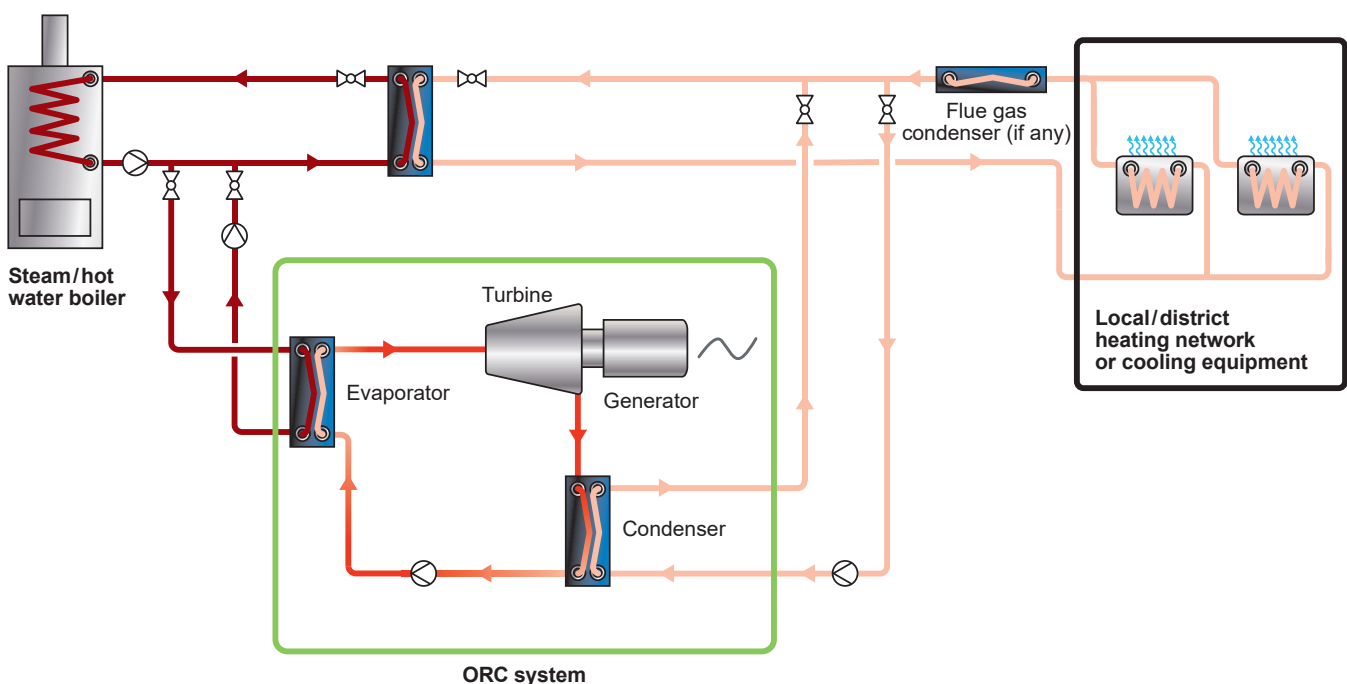 Flue gas
condenser (if any)
Steam/hot
water boiler
Turbine
Evaporator
Generator
Condenser
ORC system
Local/district
heating network
or cooling equipment